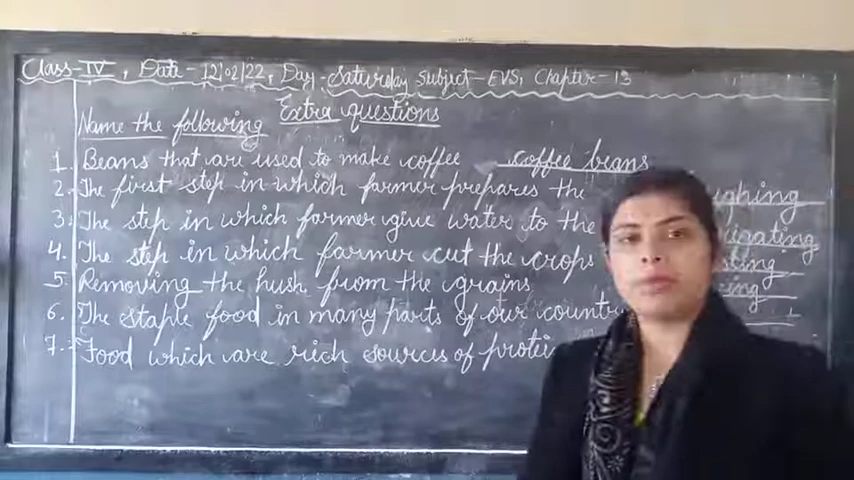 Class-IV, Date-12/02/22, Day-Saturday Subject-EVS, Chapter-13
Extra questions
Name the following
1. Beans that are used to make coffee coffee beans
2. The first step in which farmer prepares the
3. The step in which farmer give water to the
4. The step in which farmer cut the crops
5. Removing the husk from the grains
6. The staple food in many parts of our country
7. Food which are rich sources of protein